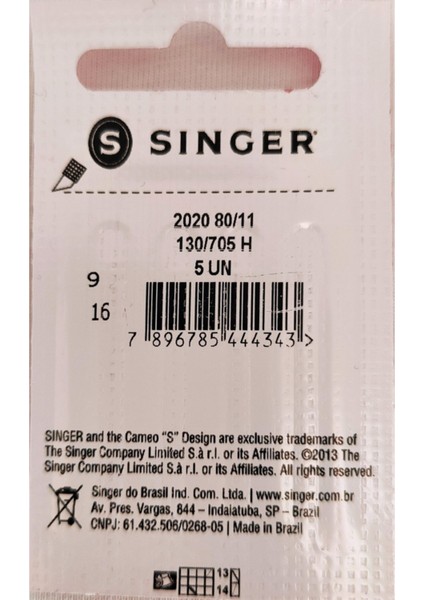 S SINGER
2020 80/11
130/705 H
5 UN
9
16
7 896785 444343 >
SINGER and the Cameo "S" Design are exclusive trademarks of
The Singer Company Limited S.à r.l. or its Affiliates. ©2013 The
Singer Company Limited S.à r.l. or its Affiliates. All rights reserved.
Singer do Brasil Ind. Com. Ltda. | www.singer.com.br
Av. Pres. Vargas, 844 – Indaiatuba, SP – Brazil
CNPJ: 61.432.506/0268-05 | Made in Brazil
13
14